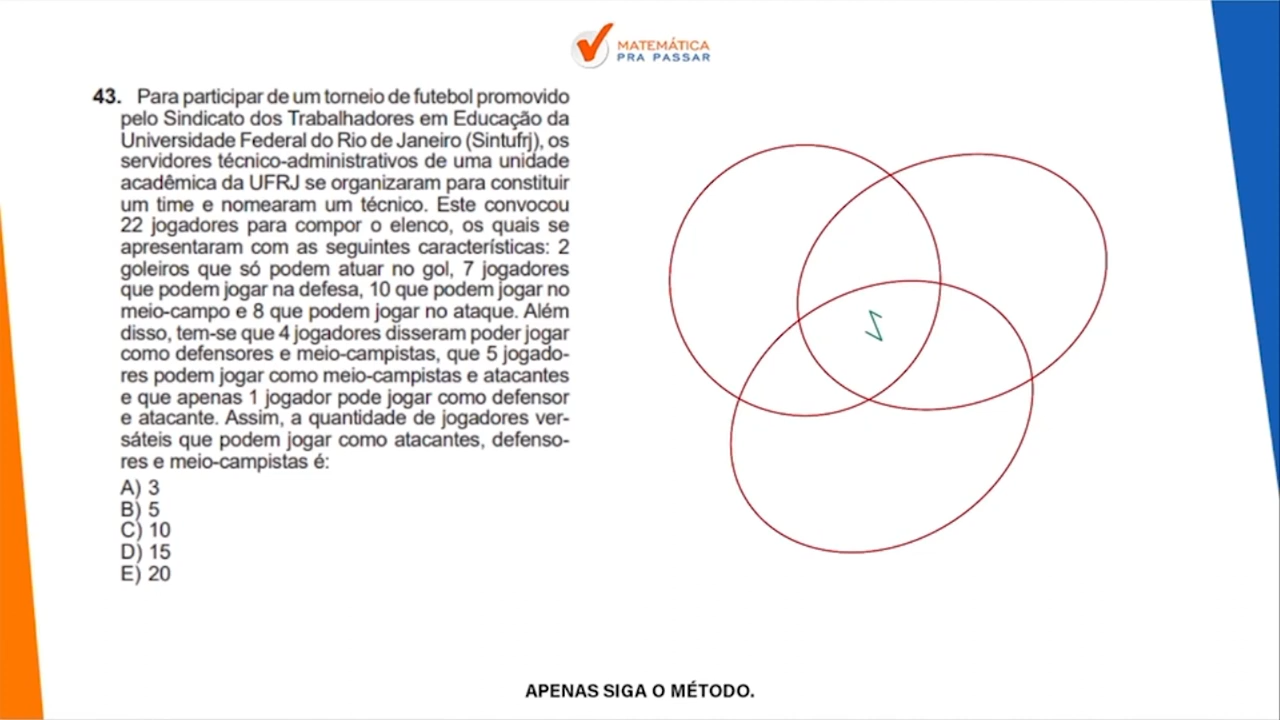 MATEMÁTICA
PRA PASSAR
43. Para participar de um torneio de futebol promovido
pelo Sindicato dos Trabalhadores em Educação da
Universidade Federal do Rio de Janeiro (Sintufrj), os
servidores técnico-administrativos de uma unidade
acadêmica da UFRJ se organizaram para constituir
um time e nomearam um técnico. Este convocou
22 jogadores para compor o elenco, os quais se
apresentaram com as seguintes características: 2
goleiros que só podem atuar no gol, 7 jogadores
que podem jogar na defesa, 10 que podem jogar no
meio-campo e 8 que podem jogar no ataque. Além
disso, tem-se que 4 jogadores disseram poder jogar
como defensores e meio-campistas, que 5 jogado-
res podem jogar como meio-campistas e atacantes
e que apenas 1 jogador pode jogar como defensor
e atacante. Assim, a quantidade de jogadores ver-
sáteis que podem jogar como atacantes, defenso-
res e meio-campistas é:
A) 3
B) 5
C) 10
D) 15
E) 20
APENAS SIGA O MÉTODO.